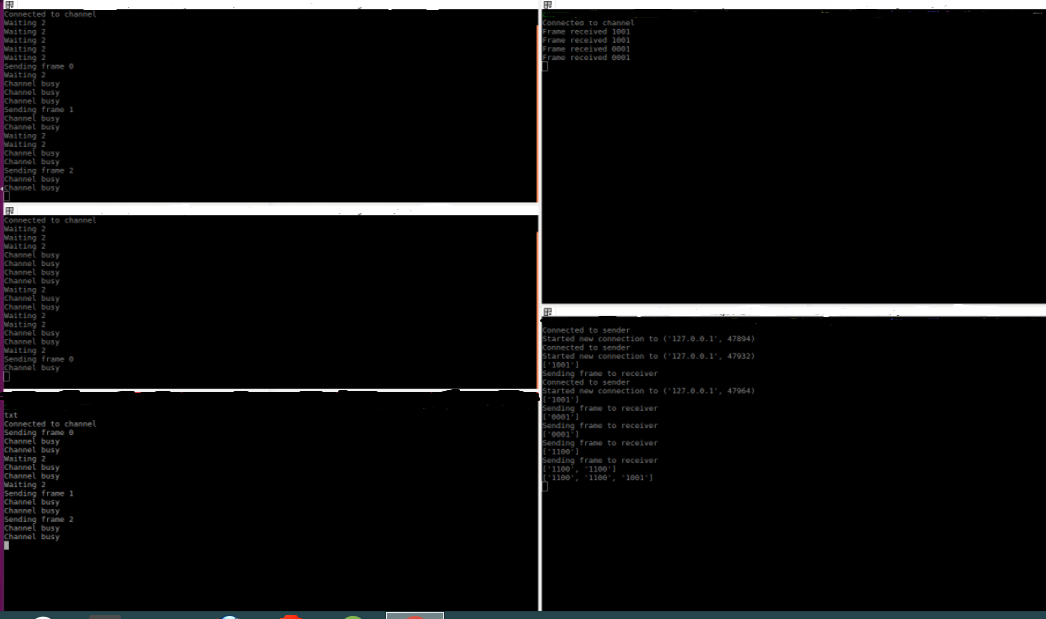 Connected to channel
Waiting 2
Waiting 2
Waiting 2
Waiting 2
Waiting 2
Sending frame 0
Waiting 2
Channel busy
Channel busy
Channel busy
Sending frame 1
Channel busy
Channel busy
Waiting 2
Waiting 2
Channel busy
Channel busy
Sending frame 2
Channel busy
Channel busy
Connected to channel
Waiting 2
Waiting 2
Waiting 2
Channel busy
Channel busy
Channel busy
Channel busy
Waiting 2
Channel busy
Channel busy
Waiting 2
Waiting 2
Channel busy
Channel busy
Waiting 2
Sending frame 0
Channel busy
txt
Connected to channel
Sending frame 0
Channel busy
Channel busy
Waiting 2
Channel busy
Channel busy
Waiting 2
Sending frame 1
Channel busy
Channel busy
Sending frame 2
Channel busy
Channel busy
Connected to channel
Frame received 1001
Frame received 1001
Frame received 0001
Frame received 0001
Connected to sender
Started new connection to ('127.0.0.1', 47894)
Connected to sender
Started new connection to ('127.0.0.1', 47932)
['1001']
Sending frame to receiver
Connected to sender
Started new connection to ('127.0.0.1', 47964)
['1001']
Sending frame to receiver
['0001']
Sending frame to receiver
['0001']
Sending frame to receiver
['1100']
Sending frame to receiver
['1100', '1100']
['1100', '1100', '1001']